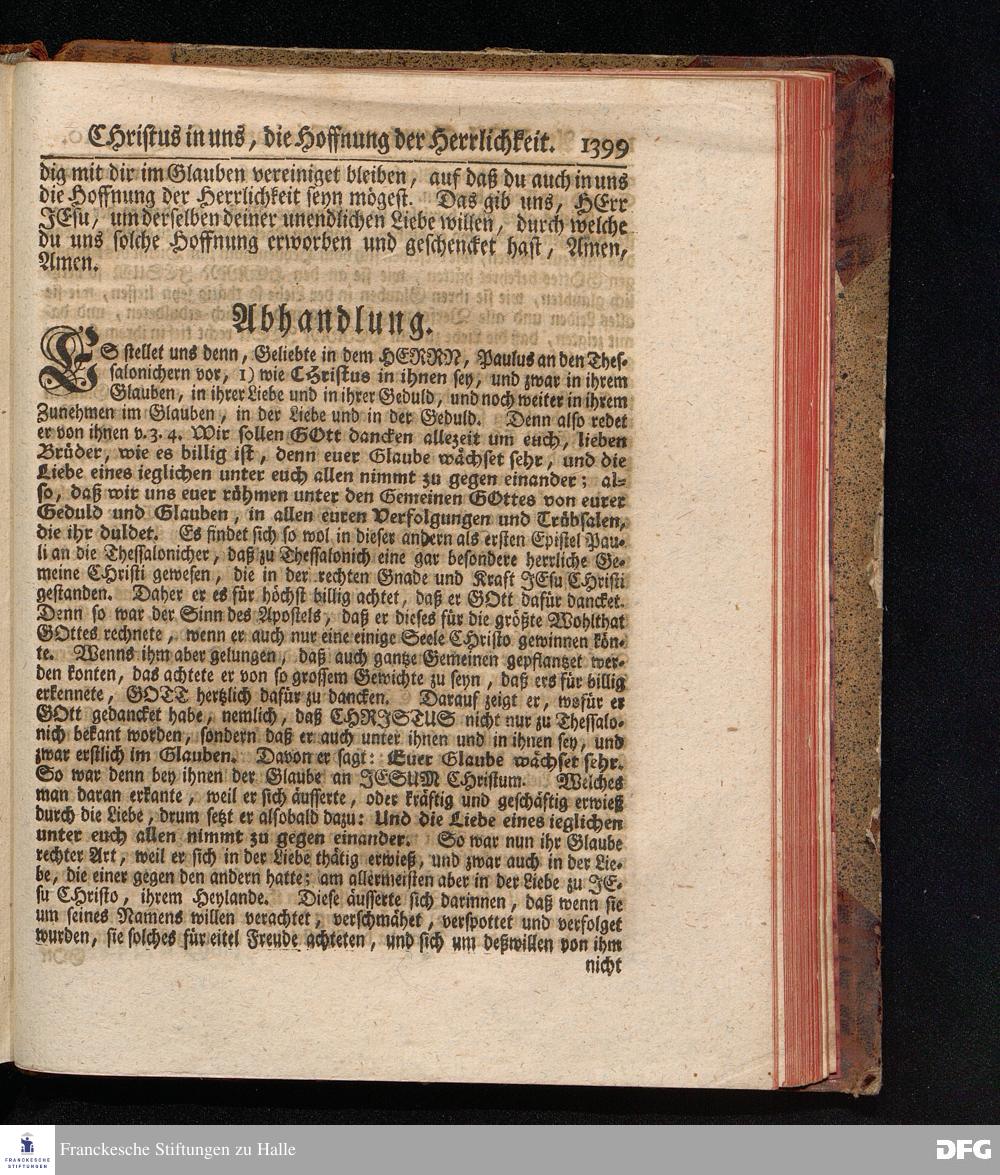 CHristus in uns, die Hoffnung der Herrlichkeit. 1399
dig mit dir im Glauben vereiniget bleiben, auf daß du auch in uns
die Hoffnung der Herrlichkeit seyn mögest. Das gib uns, HErr
JEsu, um derselben deiner unendlichen Liebe willen, durch welche
du uns solche Hoffnung erworben und geschencket hast, Amen,
Amen.
Abhandlung.
ES stellet uns denn, Geliebte in dem HERRN, Paulus an den Thes-
salonichern vor, 1) wie CHristus in ihnen sey, und zwar in ihrem
Glauben, in ihrer Liebe und in ihrer Geduld, und noch weiter in ihrem
Zunehmen im Glauben, in der Liebe und in der Geduld. Denn also redet
er von ihnen v. 3. 4. Wir sollen GOtt dancken allezeit um euch, lieben
Brüder, wie es billig ist, denn euer Glaube wächset sehr, und die
Liebe eines ieglichen unter euch allen nimmt zu gegen einander; al-
so, daß wir uns euer rühmen unter den Gemeinen GOttes von eurer
Geduld und Glauben, in allen euren Verfolgungen und Trübsalen,
die ihr duldet. Es findet sich so wol in dieser andern als ersten Epistel Pau-
li an die Thessalonicher, daß zu Thessalonich eine gar besondere herrliche Ge-
meine CHristi gewesen, die in der rechten Gnade und Kraft JEsu CHristi
gestanden. Daher er es für höchst billig achtet, daß er GOtt dafür dancket.
Denn so war der Sinn des Apostels, daß er dieses für die größte Wohlthat
GOttes rechnete, wenn er auch nur eine einige Seele CHristo gewinnen kön-
te. Wenns ihm aber gelungen, daß auch gantze Gemeinen gepflantzet wer-
den konten, das achtete er von so grossem Gewichte zu seyn, daß ers für billig
erkennete, GOTT hertzlich dafür zu dancken. Darauf zeigt er, wofür er
GOtt gedancket habe, nemlich, daß CHRISTUS nicht nur zu Thessalo-
nich bekant worden, sondern daß er auch unter ihnen und in ihnen sey, und
zwar erstlich im Glauben. Davon er sagt: Euer Glaube wächset sehr.
So war denn bey ihnen der Glaube an JESUM CHristum. Welches
man daran erkante, weil er sich äusserte, oder kräftig und geschäftig erwieß
durch die Liebe, drum setzt er alsobald dazu: Und die Liebe eines ieglichen
unter euch allen nimmt zu gegen einander. So war nun ihr Glaube
rechter Art, weil er sich in der Liebe thätig erwieß, und zwar auch in der Lie-
be, die einer gegen den andern hatte; am allermeisten aber in der Liebe zu JE-
su CHristo, ihrem Heylande. Diese äusserte sich darinnen, daß wenn sie
um seines Namens willen verachtet, verschmähet, verspottet und verfolget
wurden, sie solches für eitel Freude achteten, und sich um deßwillen von ihm
nicht
FRANCKESCHE
STIFTUNGEN
Franckesche Stiftungen zu Halle
DFG